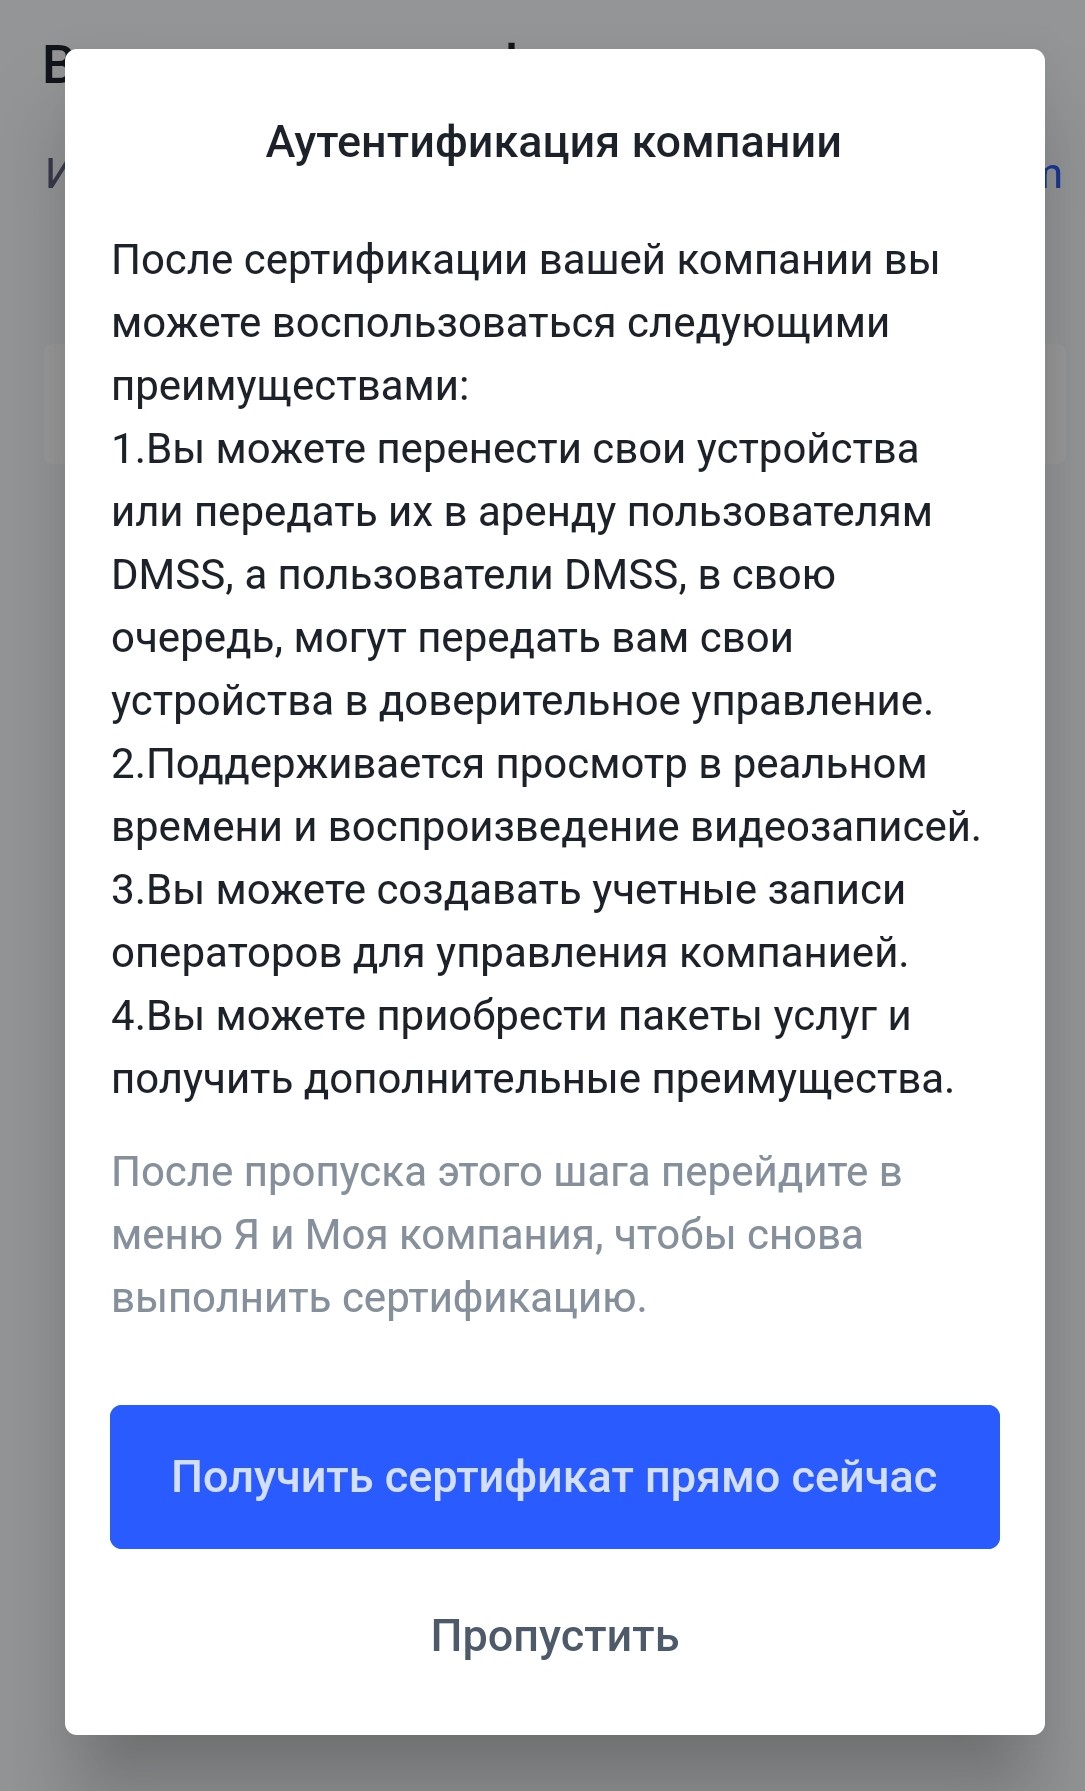 Аутентификация компании
После сертификации вашей компании вы
можете воспользоваться следующими
преимуществами:
1.Вы можете перенести свои устройства
или передать их в аренду пользователям
DMSS, а пользователи DMSS, в свою
очередь, могут передать вам свои
устройства в доверительное управление.
2.Поддерживается просмотр в реальном
времени и воспроизведение видеозаписей.
3.Вы можете создавать учетные записи
операторов для управления компанией.
4.Вы можете приобрести пакеты услуг и
получить дополнительные преимущества.
После пропуска этого шага перейдите в
меню Я и Моя компания, чтобы снова
выполнить сертификацию.
Получить сертификат прямо сейчас
Пропустить